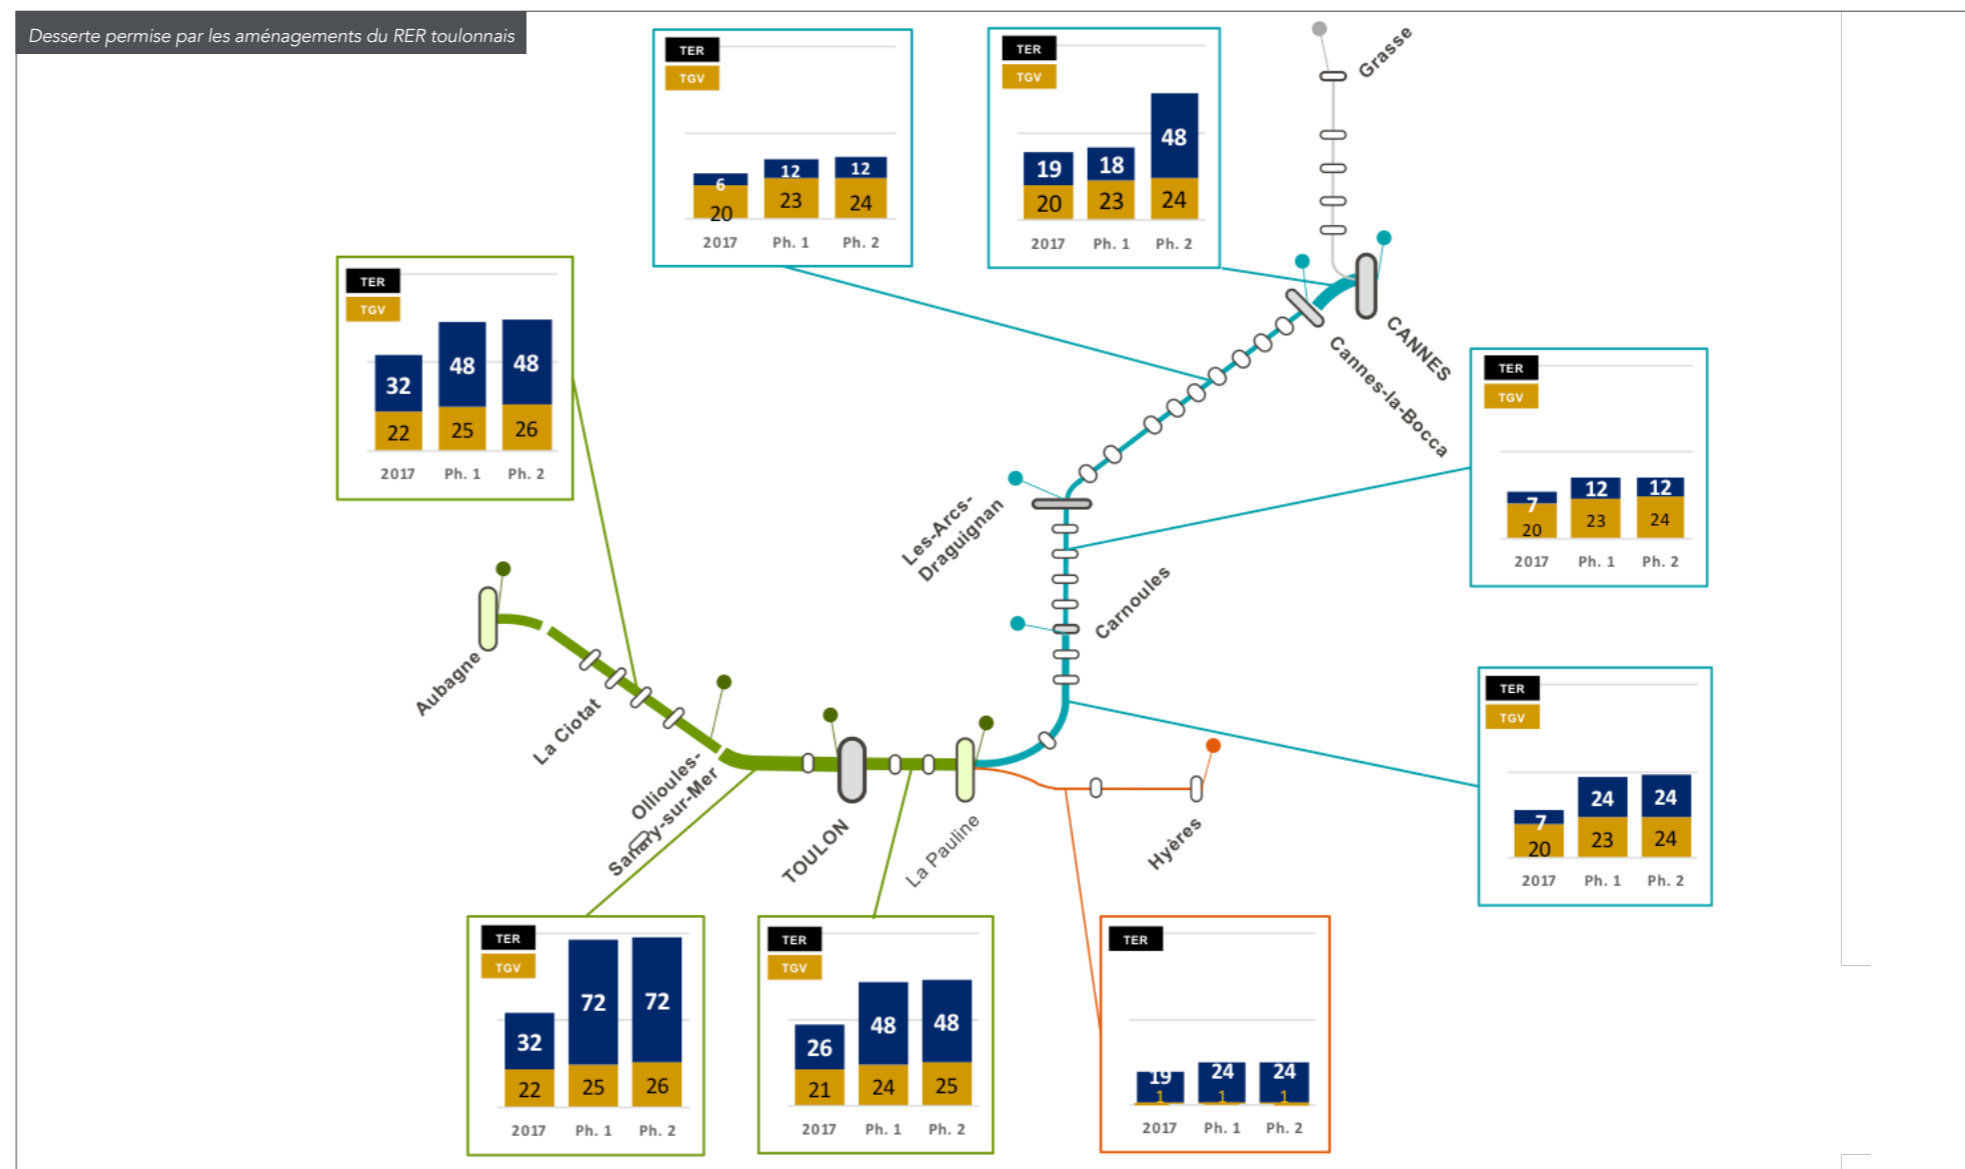 Desserte permise par les aménagements du RER toulonnais
TER
TGV
6
12
12
20
23
24
2017 Ph. 1 Ph. 2
TER
TGV
48
19
18
20
23
24
2017 Ph. 1 Ph. 2
Grasse
TER
TGV
32
48
48
22
25
26
2017 Ph. 1 Ph. 2
CANNES
Cannes-la-Bocca
TER
TGV
7
12
12
20
23
24
2017 Ph. 1 Ph. 2
Les-Arcs-
Draguignan
Carnoules
Aubagne
La Ciotat
Ollioules-
Sanary-sur-Mer
TOULON
La Pauline
Hyères
TER
TGV
7
24
24
20
23
24
2017 Ph. 1 Ph. 2
TER
TGV
32
72
72
22
25
26
2017 Ph. 1 Ph. 2
TER
TGV
26
48
48
21
24
25
2017 Ph. 1 Ph. 2
TER
19
24
24
1
1
1
2017 Ph. 1 Ph. 2